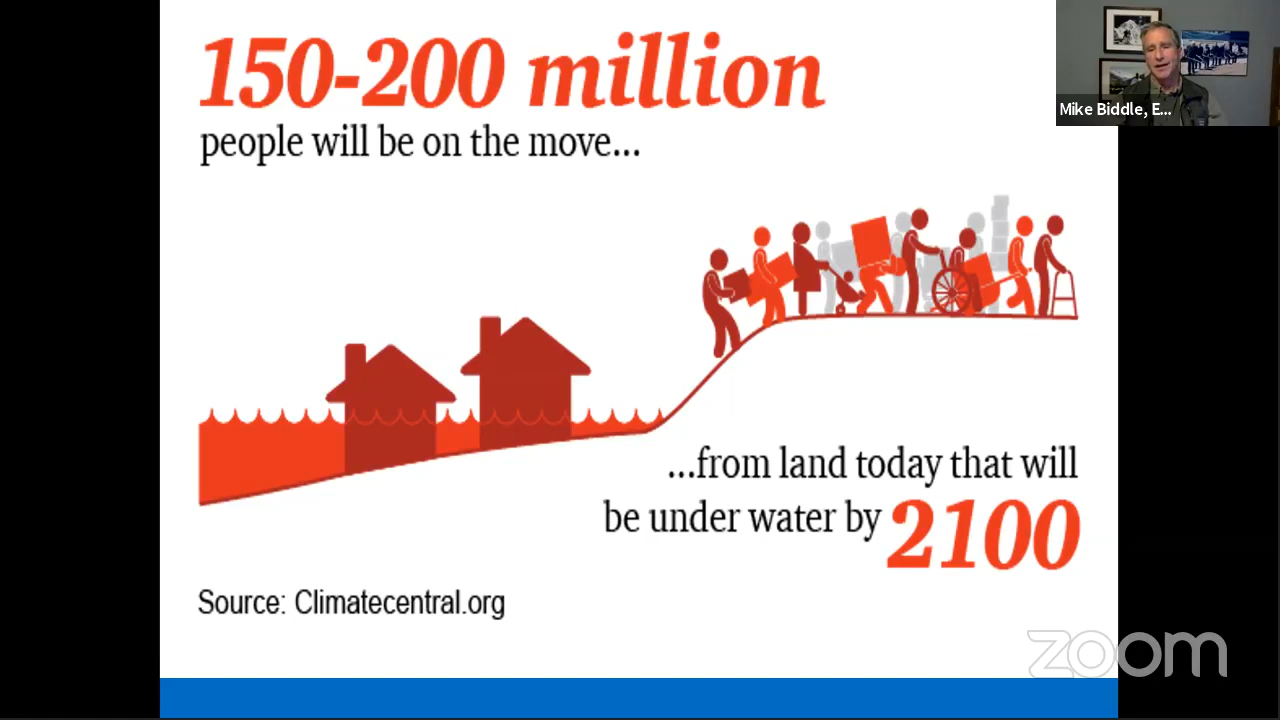 150-200 million
people will be on the move...
...from land today that will
be under water by 2100
Source: Climatecentral.org
Mike Biddle, E...
zoom